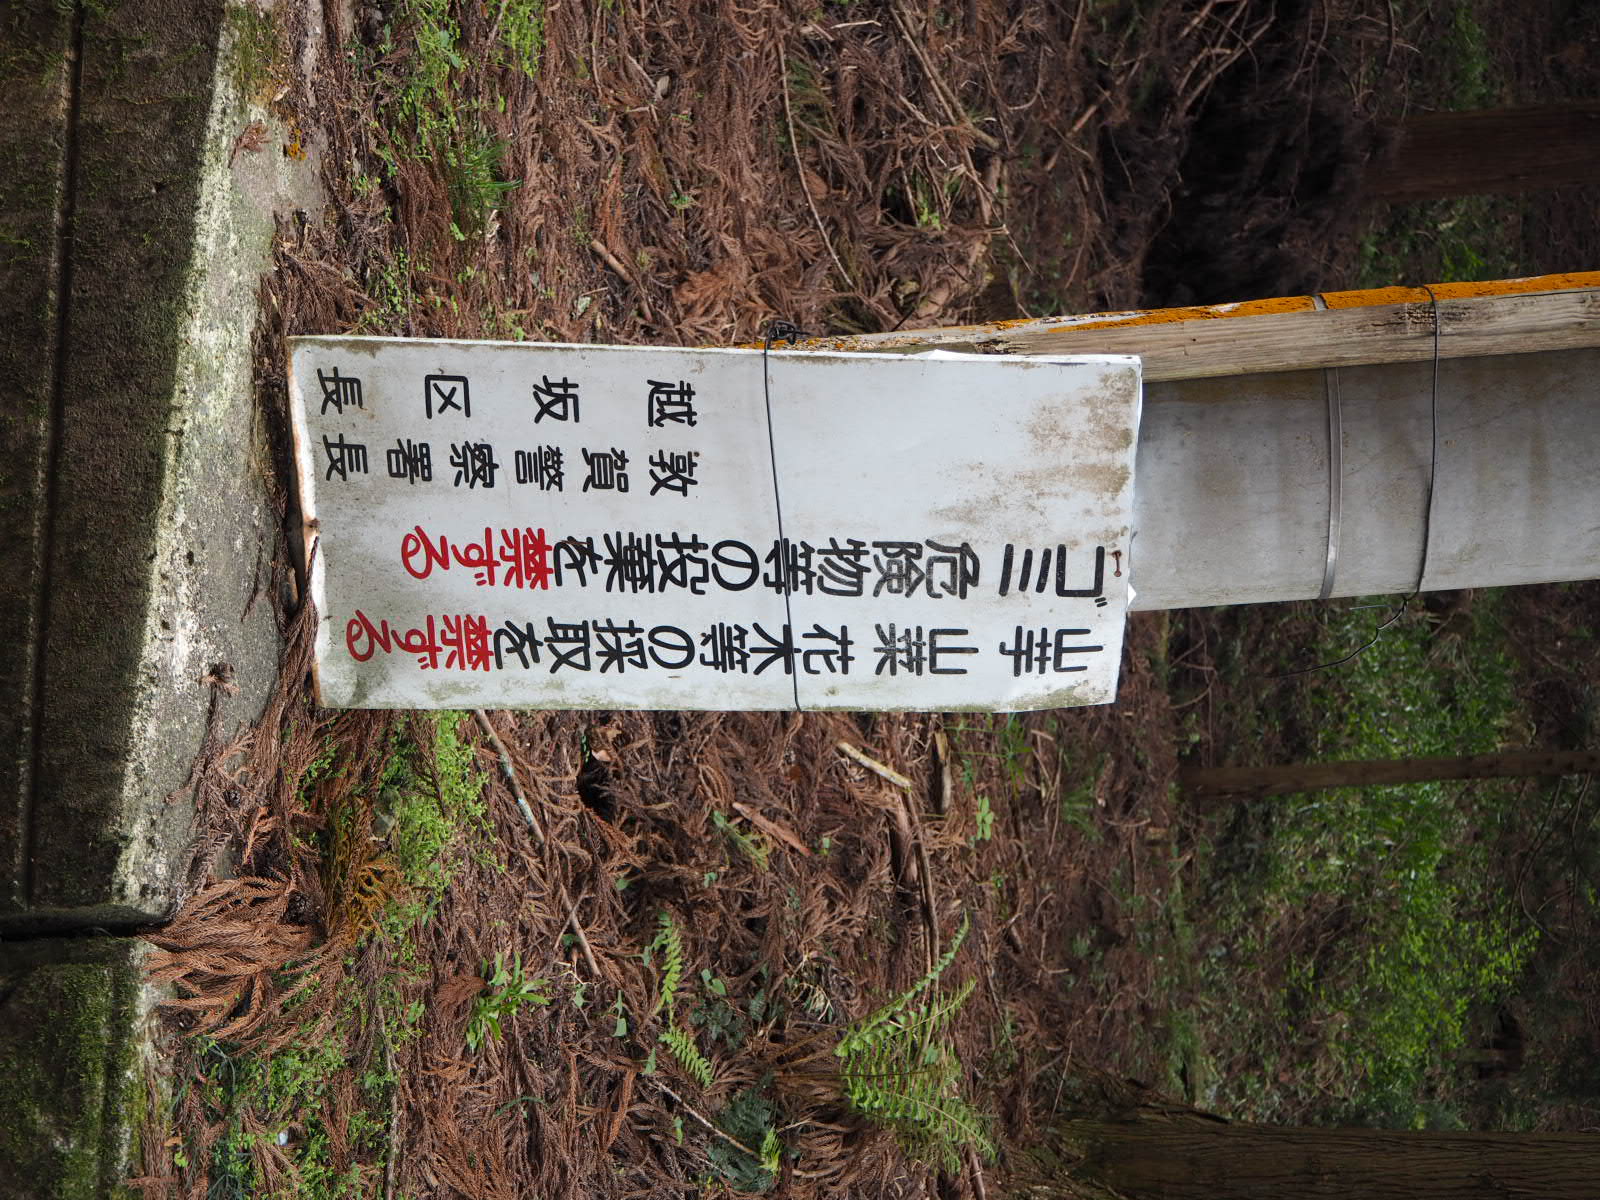 山芋山菜花木等の採取を禁ずる
ゴミ危険物等の投棄を禁ずる
敦賀警察署長
越坂区長